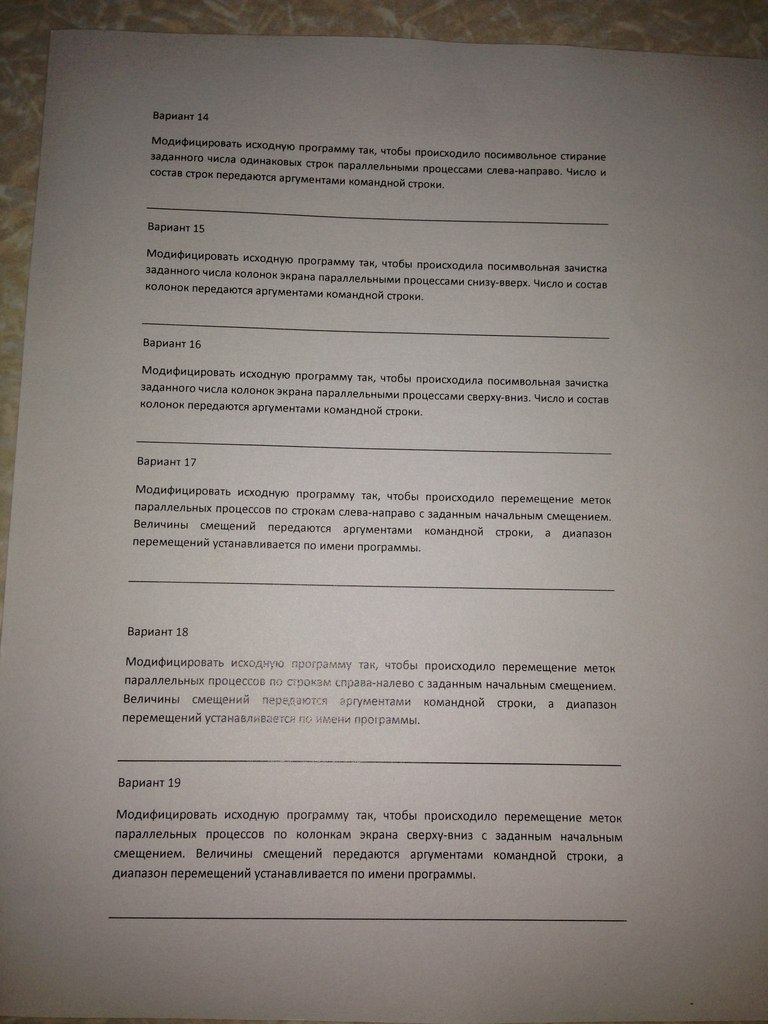 Вариант 14
Модифицировать исходную программу так, чтобы происходило посимвольное стирание
заданного числа одинаковых строк параллельными процессами слева-направо. Число и
состав строк передаются аргументами командной строки.
Вариант 15
Модифицировать исходную программу так, чтобы происходила посимвольная зачистка
заданного числа колонок экрана параллельными процессами снизу-вверх. Число и состав
колонок передаются аргументами командной строки.
Вариант 16
Модифицировать исходную программу так, чтобы происходила посимвольная зачистка
заданного числа колонок экрана параллельными процессами сверху-вниз. Число и состав
колонок передаются аргументами командной строки.
Вариант 17
Модифицировать исходную программу так, чтобы происходило перемещение меток
параллельных процессов по строкам слева-направо с заданным начальным смещением.
Величины смещений передаются аргументами командной строки, а диапазон
перемещений устанавливается по имени программы.
Вариант 18
Модифицировать исходную программу так, чтобы происходило перемещение меток
параллельных процессов по строкам справа-налево с заданным начальным смещением.
Величины смещений передаются аргументами командной строки, а диапазон
перемещений устанавливается по имени программы.
Вариант 19
Модифицировать исходную программу так, чтобы происходило перемещение меток
параллельных процессов по колонкам экрана сверху-вниз с заданным начальным
смещением. Величины смещений передаются аргументами командной строки, а
диапазон перемещений устанавливается по имени программы.